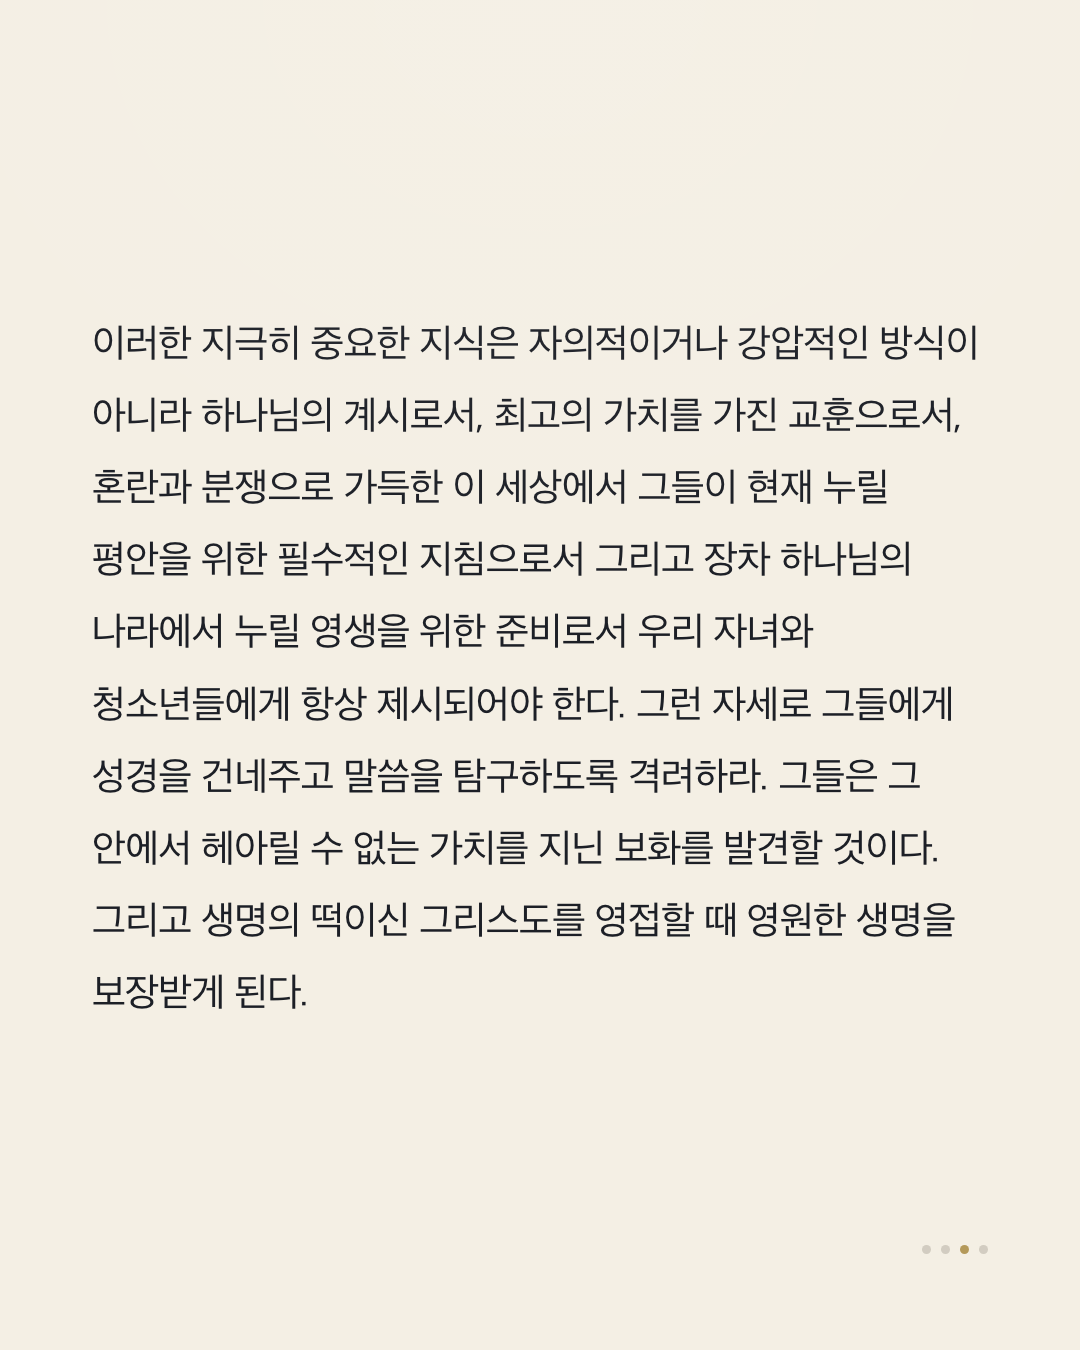 이러한 지극히 중요한 지식은 자의적이거나 강압적인 방식이
아니라 하나님의 계시로서, 최고의 가치를 가진 교훈으로서,
혼란과 분쟁으로 가득한 이 세상에서 그들이 현재 누릴
평안을 위한 필수적인 지침으로서 그리고 장차 하나님의
나라에서 누릴 영생을 위한 준비로서 우리 자녀와
청소년들에게 항상 제시되어야 한다. 그런 자세로 그들에게
성경을 건네주고 말씀을 탐구하도록 격려하라. 그들은 그
안에서 헤아릴 수 없는 가치를 지닌 보화를 발견할 것이다.
그리고 생명의 떡이신 그리스도를 영접할 때 영원한 생명을
보장받게 된다.